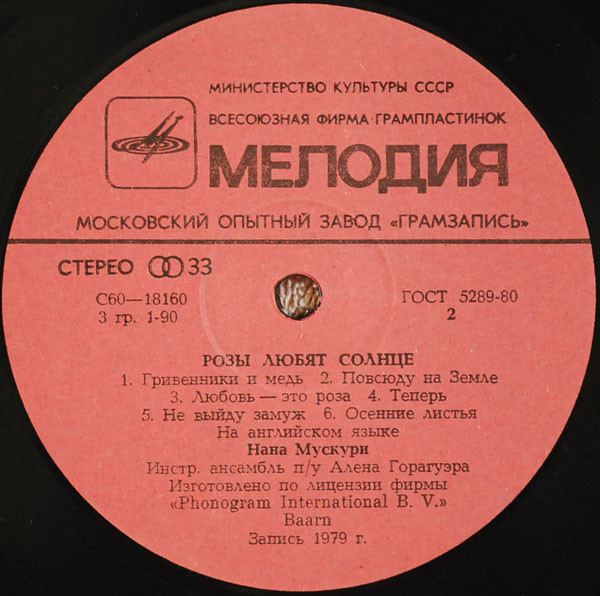 МИНИСТЕРСТВО КУЛЬТУРЫ СССР
ВСЕСОЮЗНАЯ ФИРМА·ГРАМПЛАСТИНОК
МЕЛОДИЯ
МОСКОВСКИЙ ОПЫТНЫЙ ЗАВОД «ГРАМЗАПИСЬ»
СТЕРЕО 33
С60—18160 ГОСТ 5289-80
3 гр. 1-90 2
РОЗЫ ЛЮБЯТ СОЛНЦЕ
1. Гривенники и медь 2. Повсюду на Земле
3. Любовь — это роза 4. Теперь
5. Не выйду замуж 6. Осенние листья
На английском языке
Нана Мускури
Инстр. ансамбль п/у Алена Горагуэра
Изготовлено по лицензии фирмы
«Phonogram International B. V.»
Baarn
Запись 1979 г.